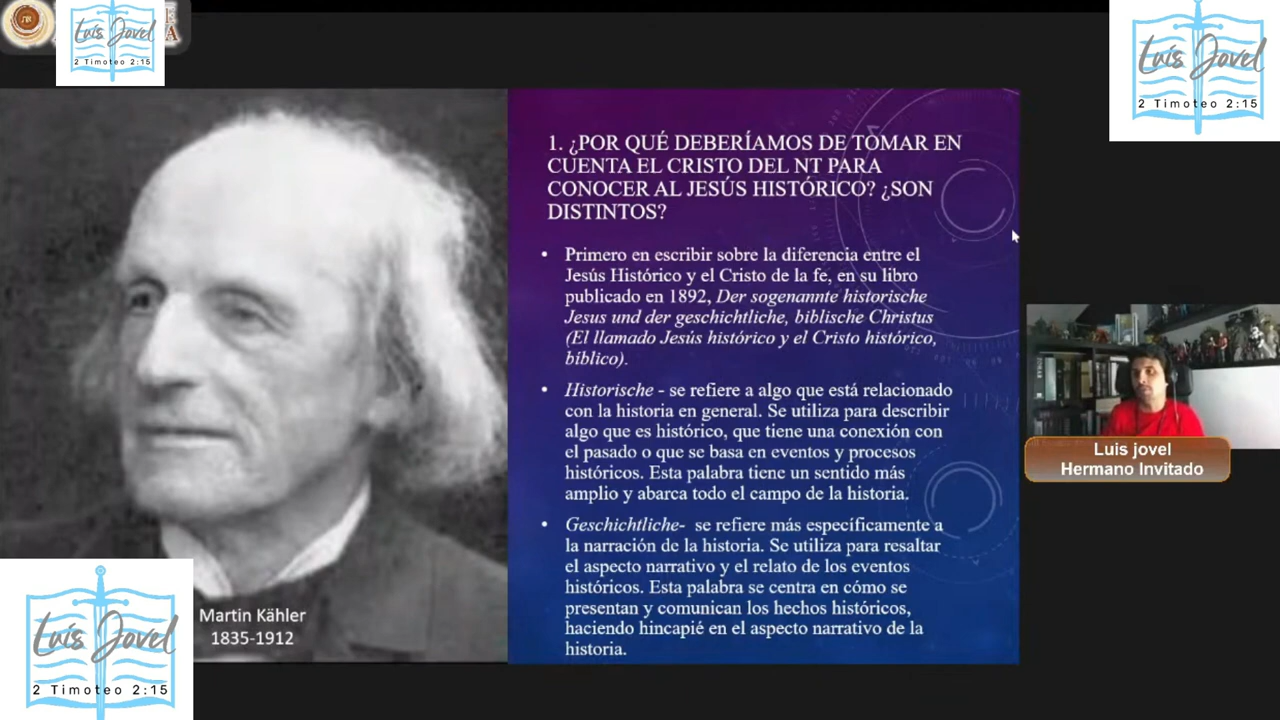 E
A
Luis Jovel
2 Timoteo 2:15
Luis Jovel
2 Timoteo 2:15
1. ¿POR QUÉ DEBERÍAMOS DE TOMAR EN
CUENTA EL CRISTO DEL NT PARA
CONOCER AL JESÚS HISTÓRICO? ¿SON
DISTINTOS?
• Primero en escribir sobre la diferencia entre el
Jesús Histórico y el Cristo de la fe, en su libro
publicado en 1892, Der sogenannte historische
Jesus und der geschichtliche, biblische Christus
(El llamado Jesús histórico y el Cristo histórico,
bíblico).
• Historische - se refiere a algo que está relacionado
con la historia en general. Se utiliza para describir
algo que es histórico, que tiene una conexión con
el pasado o que se basa en eventos y procesos
históricos. Esta palabra tiene un sentido más
amplio y abarca todo el campo de la historia.
• Geschichtliche- se refiere más específicamente a
la narración de la historia. Se utiliza para resaltar
el aspecto narrativo y el relato de los eventos
históricos. Esta palabra se centra en cómo se
presentan y comunican los hechos históricos,
haciendo hincapié en el aspecto narrativo de la
historia.
Luis jovel
Hermano Invitado
Martin Kähler
1835-1912
Luis Jovel
2 Timoteo 2:15